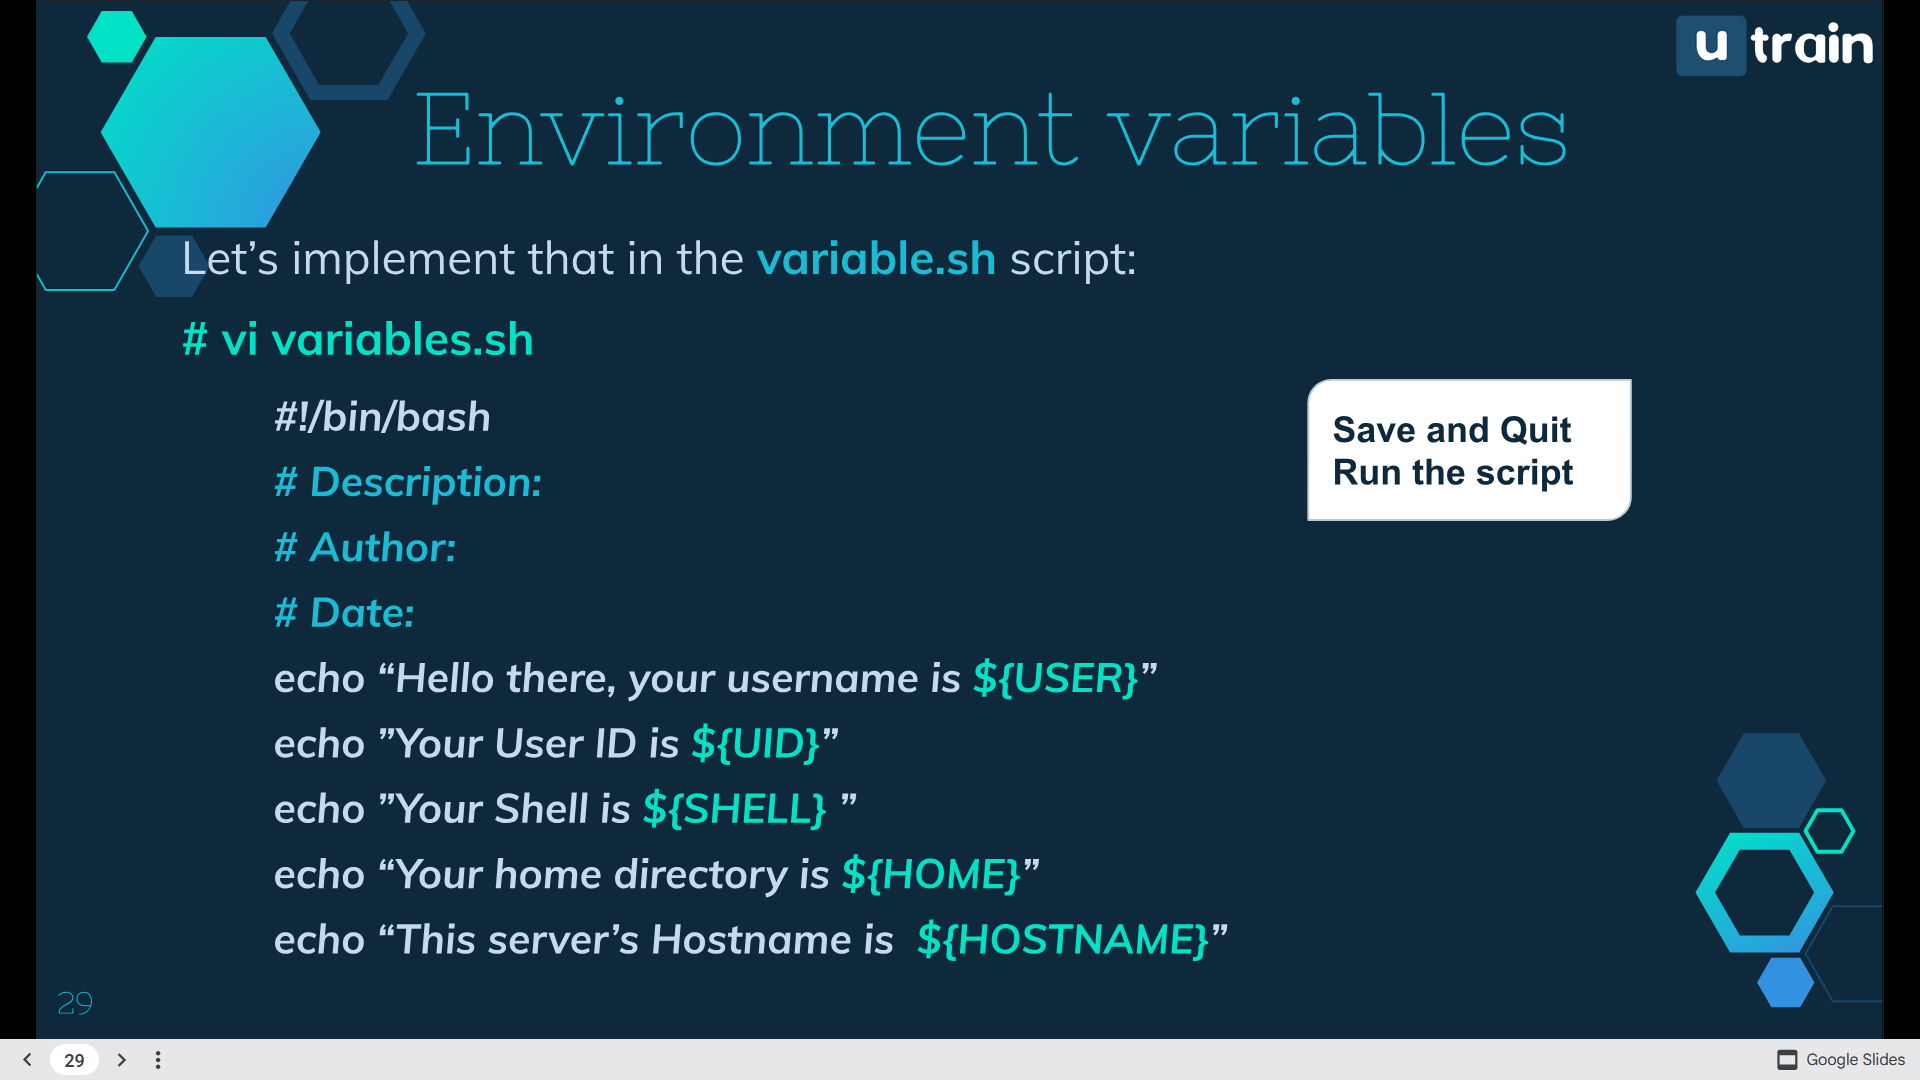 u train
Environment variables
Let’s implement that in the variable.sh script:
# vi variables.sh
#!/bin/bash
# Description:
# Author:
# Date:
echo “Hello there, your username is ${USER}”
echo ”Your User ID is ${UID}”
echo ”Your Shell is ${SHELL} ”
echo “Your home directory is ${HOME}”
echo “This server’s Hostname is  ${HOSTNAME}”
Save and Quit
Run the script
29
29
Google Slides